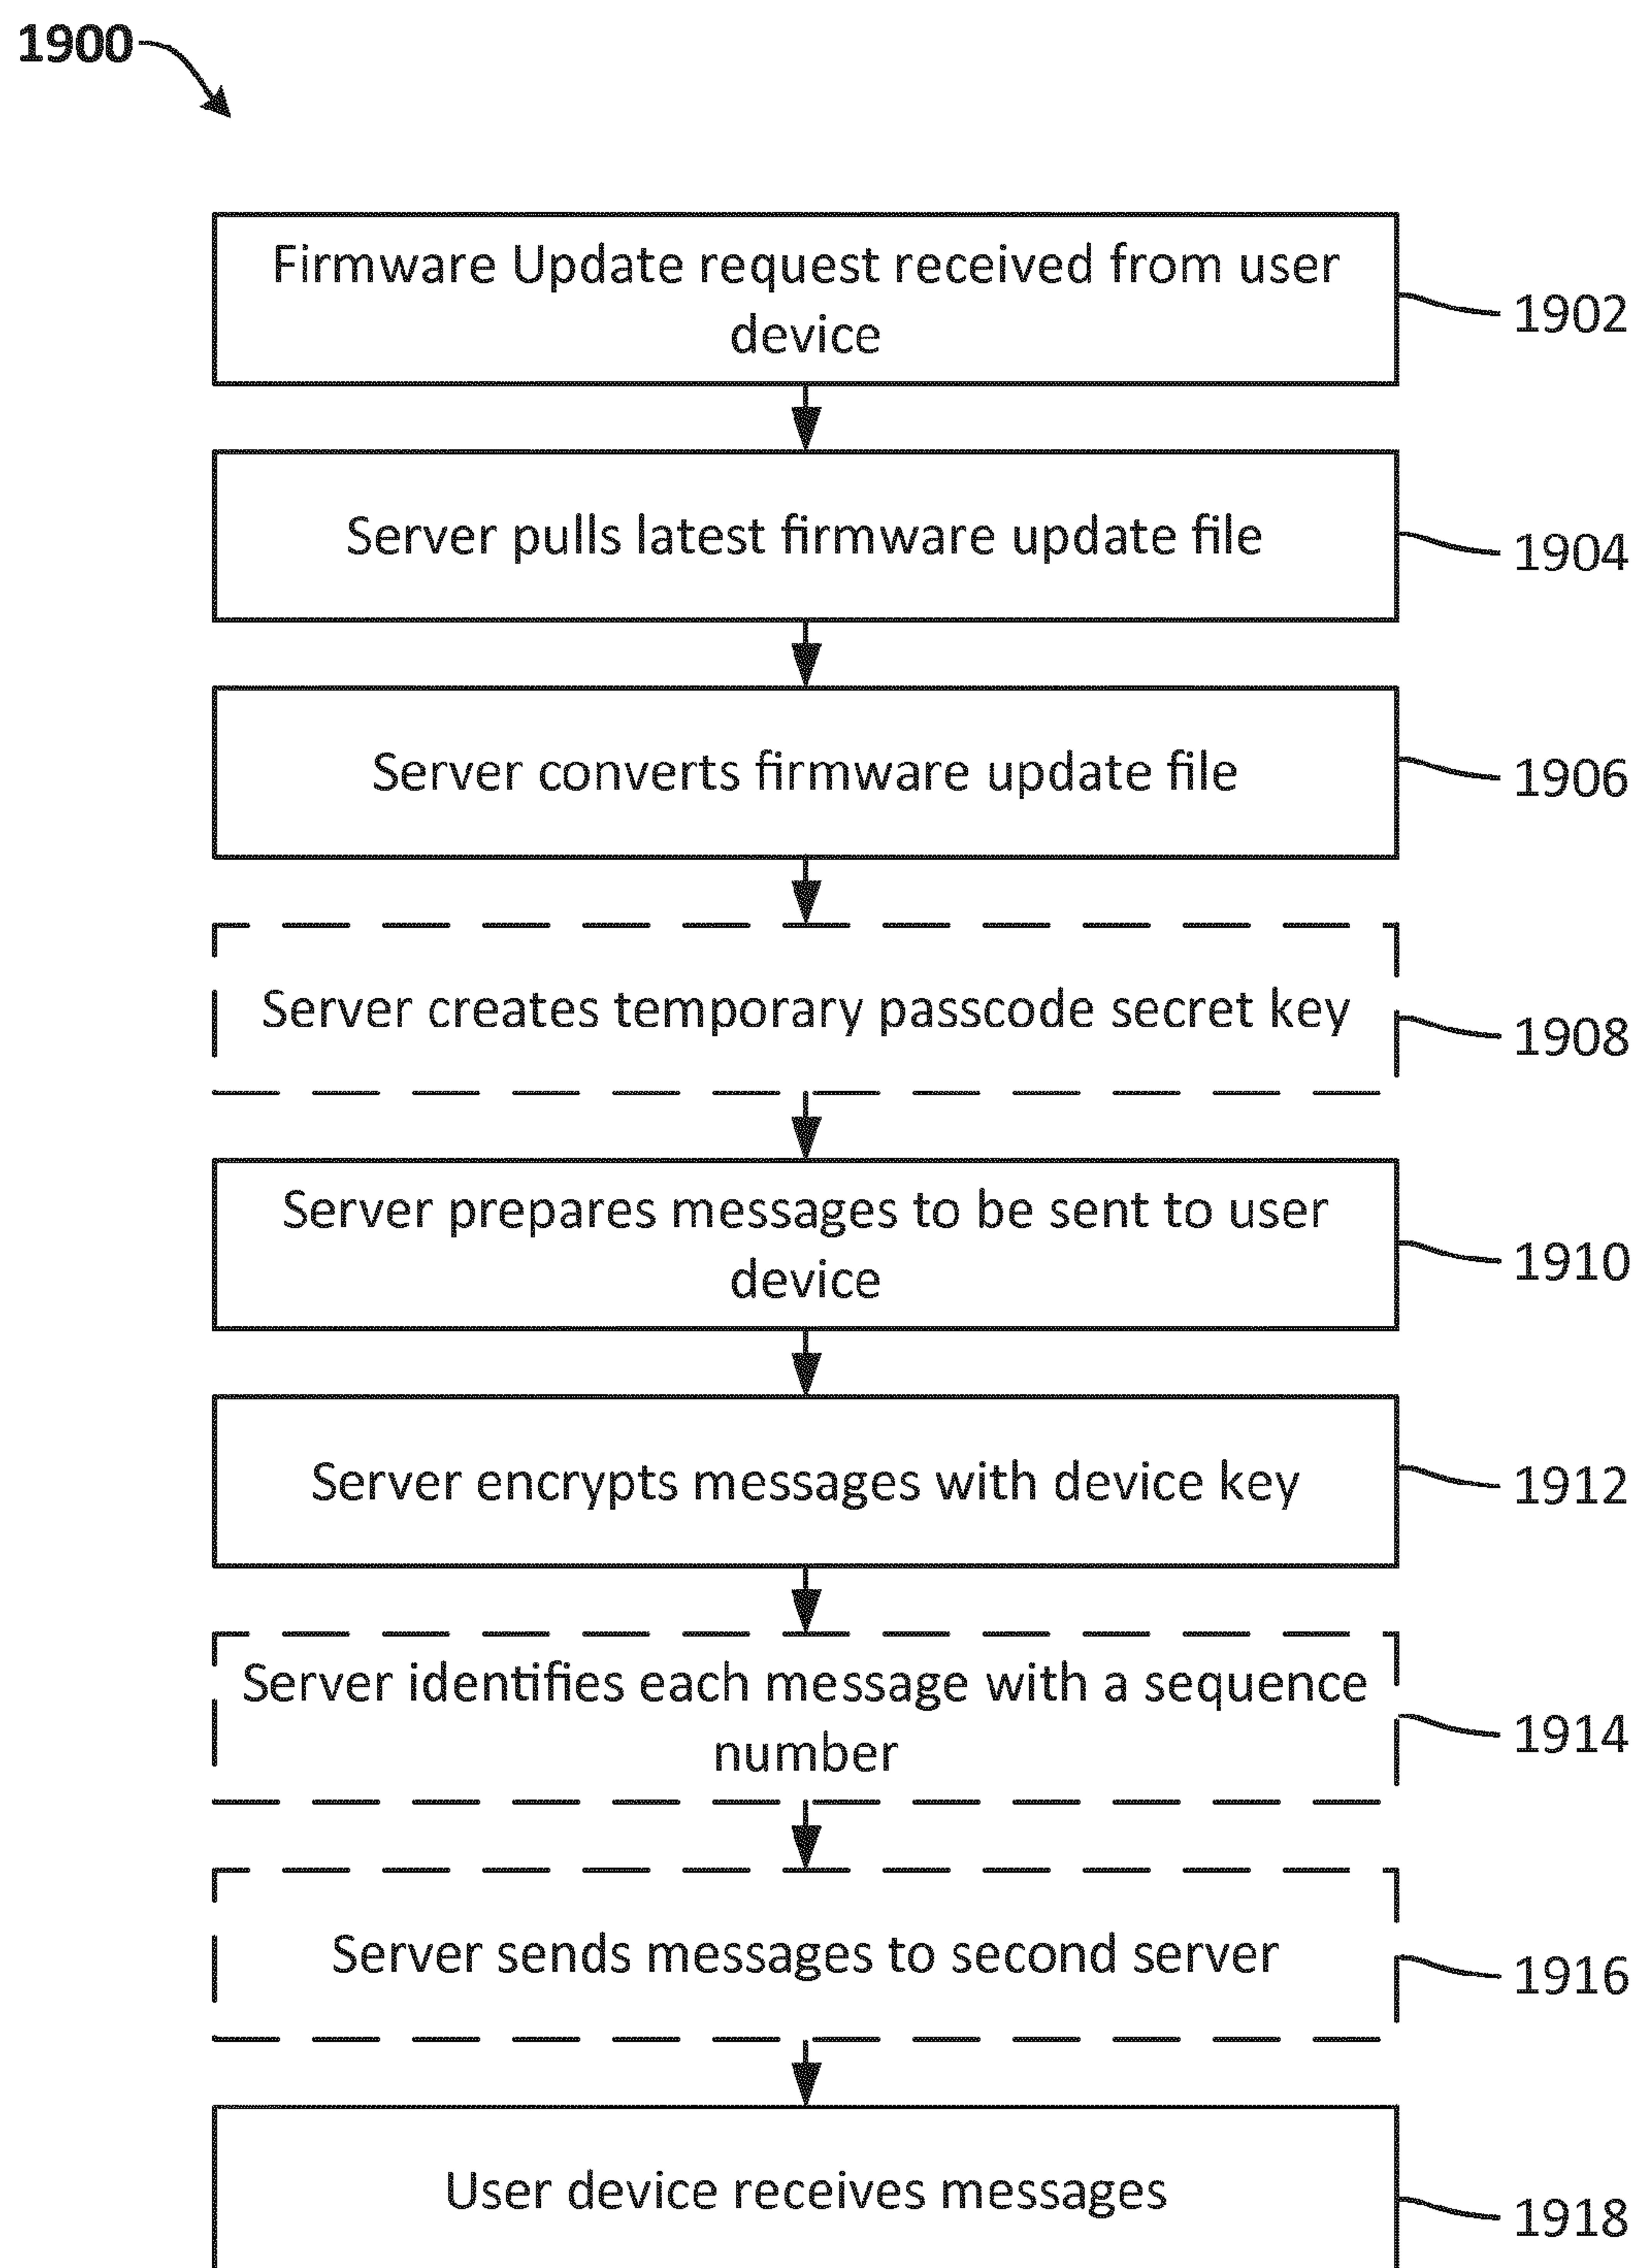 1900
Firmware Update request received from user
device
1902
Server pulls latest firmware update file
1904
Server converts firmware update file
1906
Server creates temporary passcode secret key
1908
Server prepares messages to be sent to user
device
1910
Server encrypts messages with device key
1912
Server identifies each message with a sequence
number
1914
Server sends messages to second server
1916
User device receives messages
1918